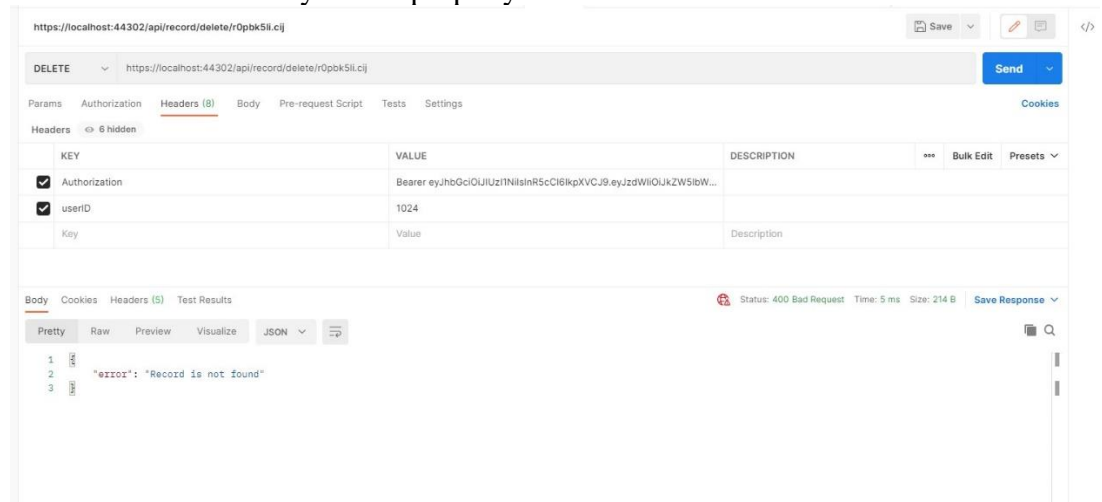 https://localhost:44302/api/record/delete/r0pbk5li.cij Save
DELETE https://localhost:44302/api/record/delete/r0pbk5li.cij Send
Params Authorization Headers (8) Body Pre-request Script Tests Settings Cookies
Headers 6 hidden
KEY VALUE DESCRIPTION ooo Bulk Edit Presets
Authorization Bearer eyJhbGciOiJIUzI1NiIsInR5cCI6IkpXVCJ9.eyJzdWIiOiJkZW5lbW...
userID 1024
Key Value Description
Body Cookies Headers (5) Test Results Status: 400 Bad Request Time: 5 ms Size: 214 B Save Response
Pretty Raw Preview Visualize JSON
1 {
2 "error": "Record is not found"
3 }